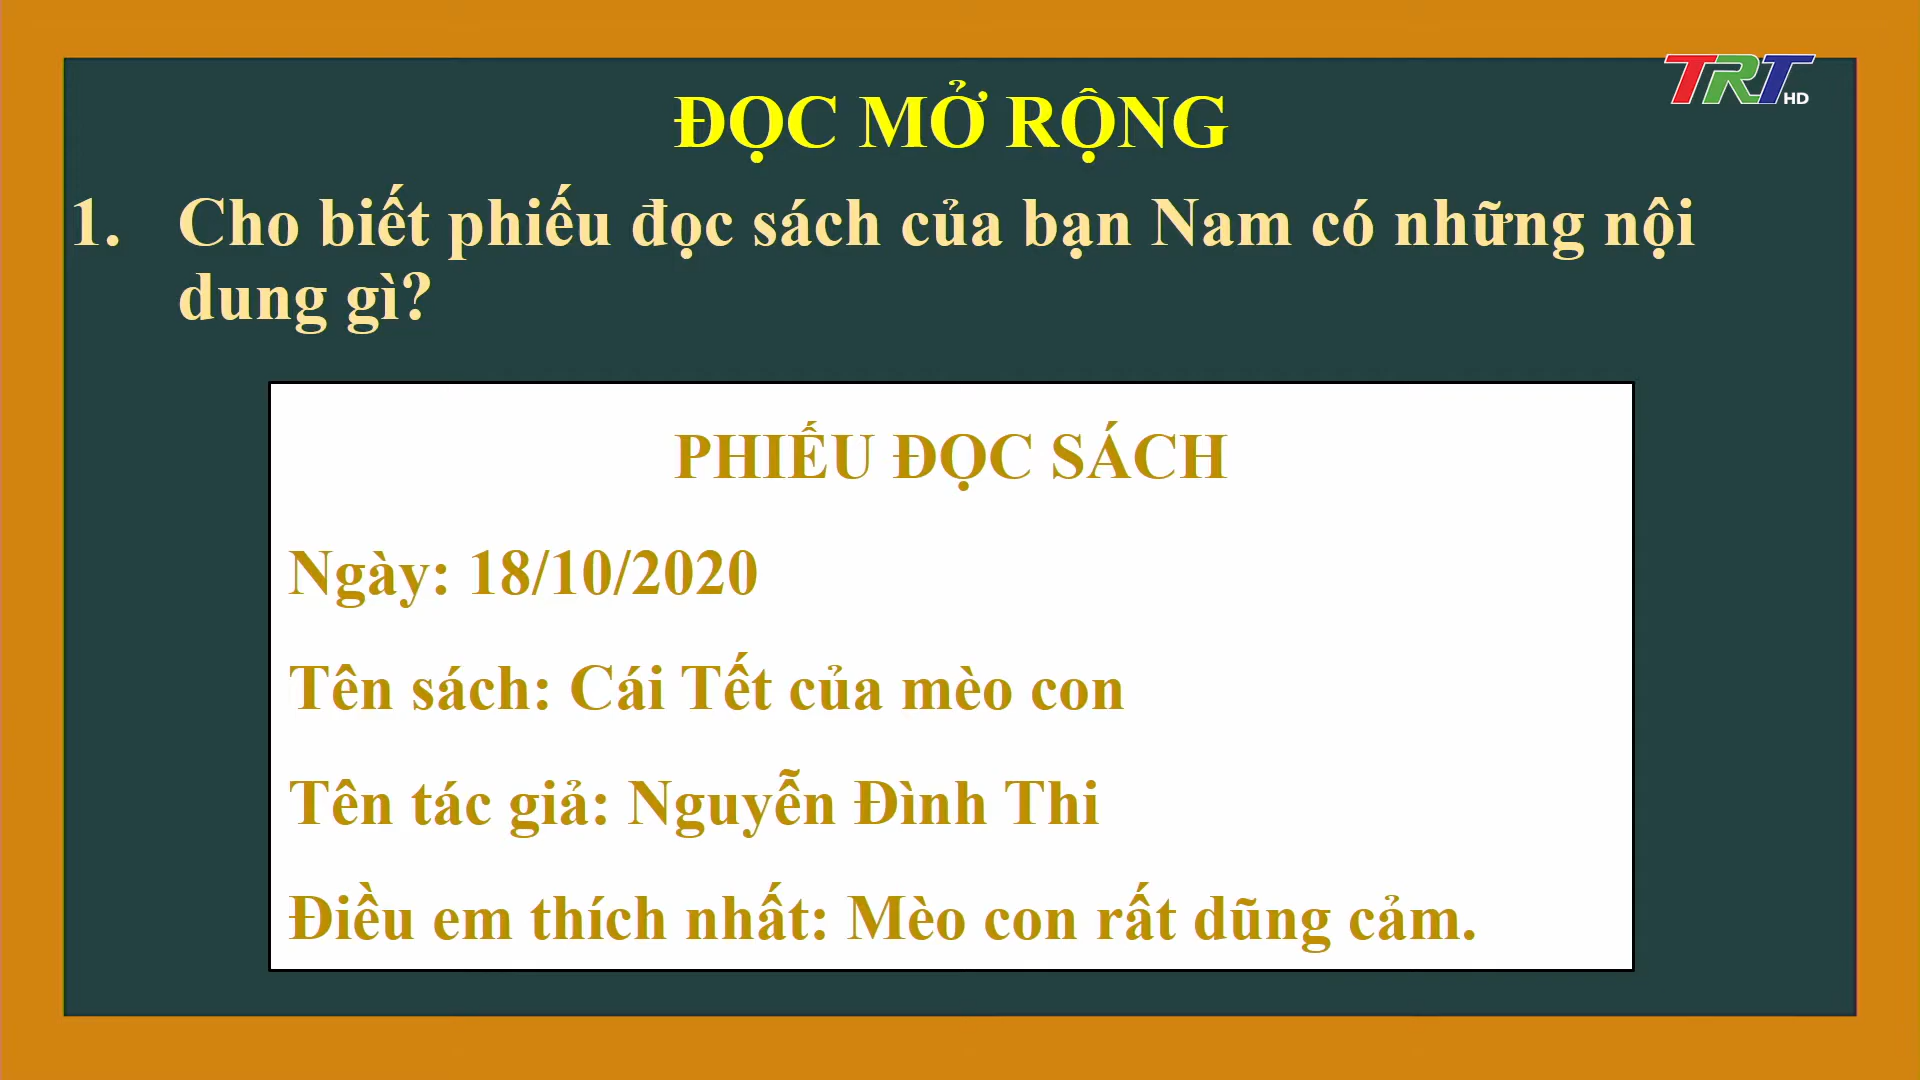 TRT HD
ĐỌC MỞ RỘNG
1. Cho biết phiếu đọc sách của bạn Nam có những nội
dung gì?
PHIẾU ĐỌC SÁCH
Ngày: 18/10/2020
Tên sách: Cái Tết của mèo con
Tên tác giả: Nguyễn Đình Thi
Điều em thích nhất: Mèo con rất dũng cảm.